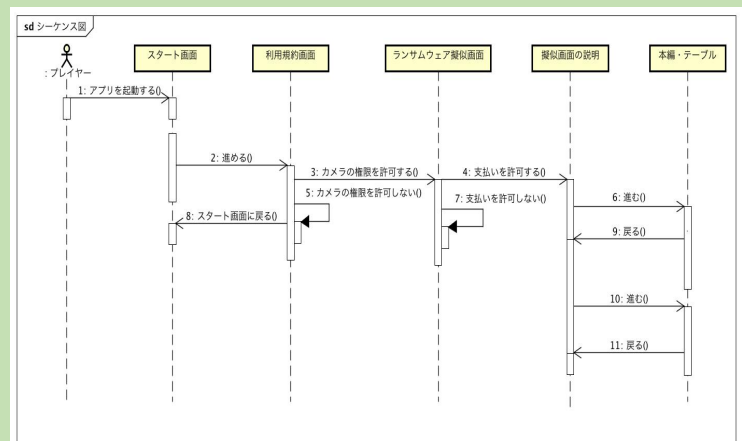 sd シーケンス図
: プレイヤー
スタート画面
利用規約画面
ランサムウェア擬似画面
擬似画面の説明
本編・テーブル
1: アプリを起動する()
2: 進める()
3: カメラの権限を許可する()
4: 支払いを許可する()
5: カメラの権限を許可しない()
7: 支払いを許可しない()
6: 進む()
8: スタート画面に戻る()
9: 戻る()
10: 進む()
11: 戻る()